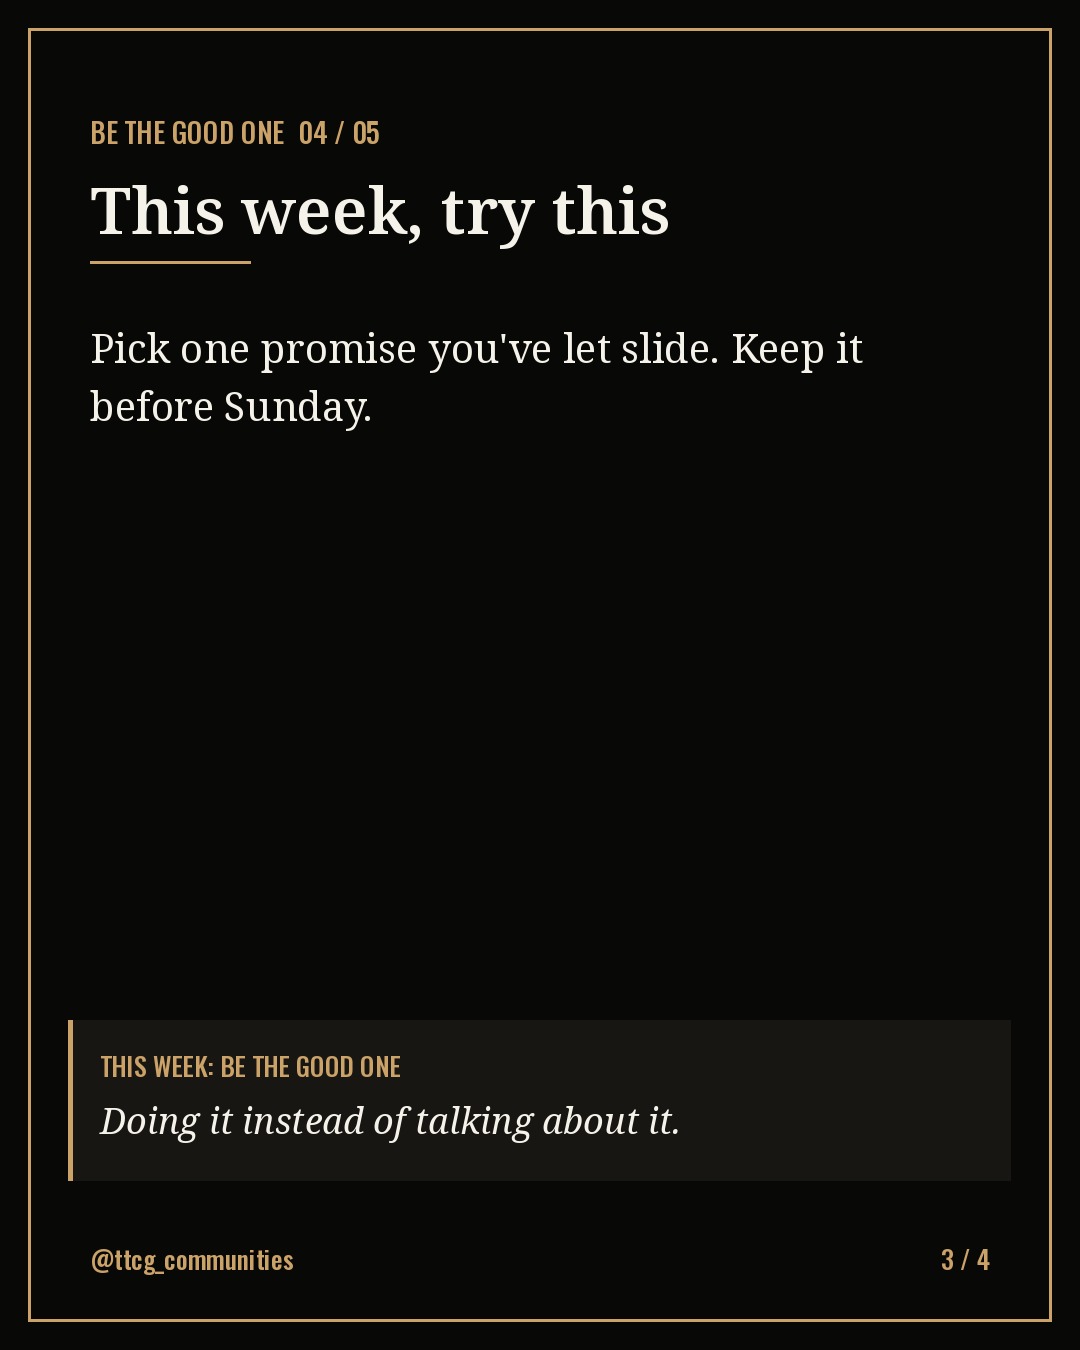 BE THE GOOD ONE 04 / 05
This week, try this
Pick one promise you've let slide. Keep it
before Sunday.
THIS WEEK: BE THE GOOD ONE
Doing it instead of talking about it.
@ttcg_communities
3 / 4